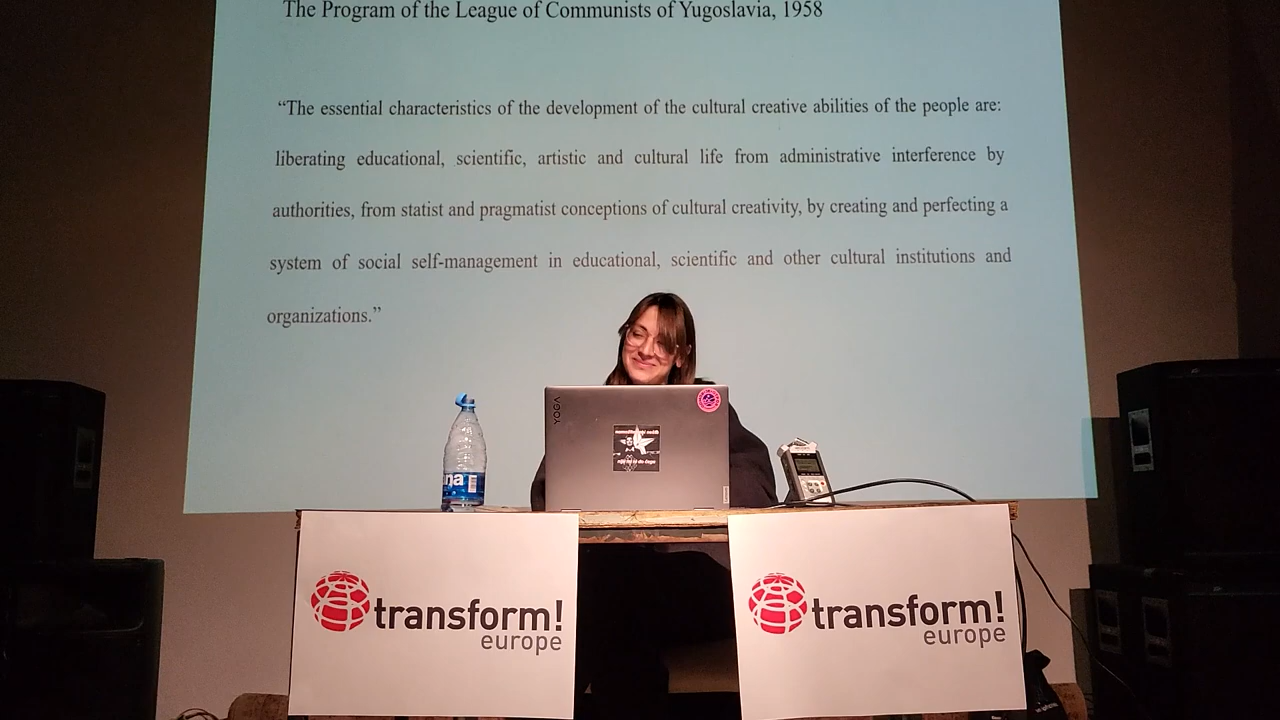 The Program of the League of Communists of Yugoslavia, 1958
“The essential characteristics of the development of the cultural creative abilities of the people are:
liberating educational, scientific, artistic and cultural life from administrative interference by
authorities, from statist and pragmatist conceptions of cultural creativity, by creating and perfecting a
system of social self-management in educational, scientific and other cultural institutions and
organizations.”
YOGA
na
transform!
europe
transform!
europe